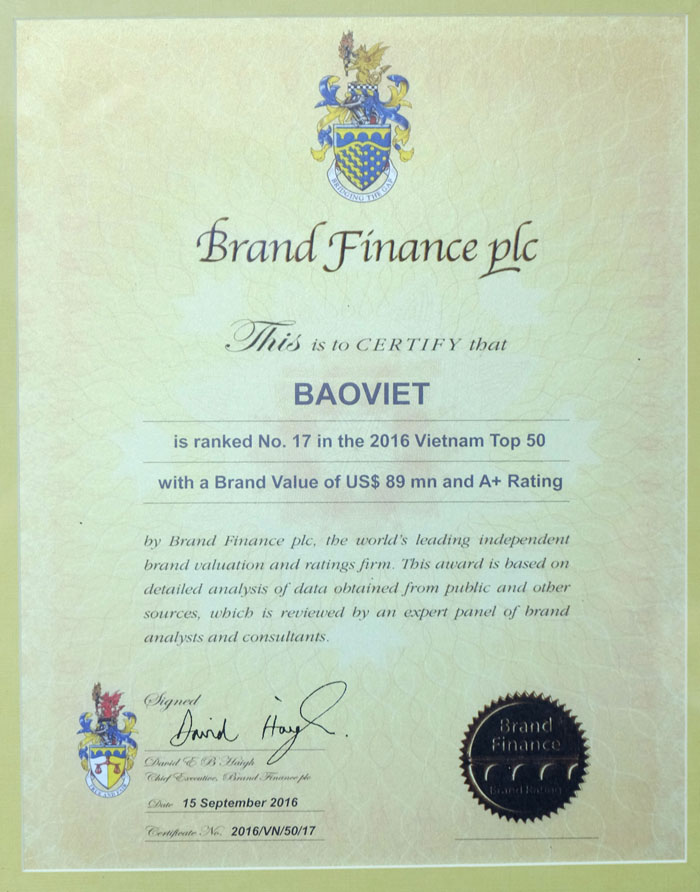 BRIDGING THE GAP
Brand Finance plc
This is to CERTIFY that
BAOVIET
is ranked No. 17 in the 2016 Vietnam Top 50
with a Brand Value of US$ 89 mn and A+ Rating
by Brand Finance plc, the world's leading independent
brand valuation and ratings firm. This award is based on
detailed analysis of data obtained from public and other
sources, which is reviewed by an expert panel of brand
analysts and consultants.
Signed
David Haigh.
David E B Haigh
Chief Executive, Brand Finance plc
Date 15 September 2016
Certificate No. 2016/VN/50/17
Brand
Finance
Brand Rating